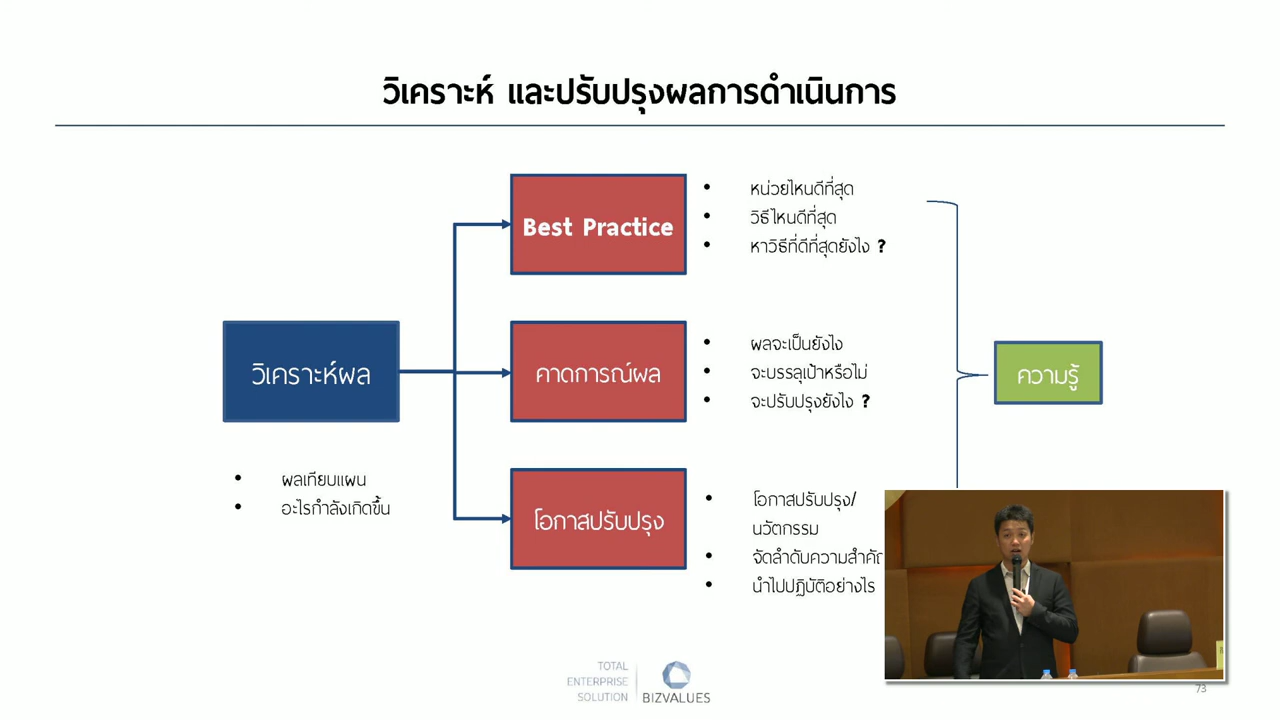 วิเคราะห์ และปรับปรุงผลการดำเนินการ
Best Practice
• หน่วยไหนดีที่สุด
• วิธีไหนดีที่สุด
• หาวิธีที่ดีที่สุดยังไง ?
วิเคราะห์ผล
• ผลเทียบแผน
• อะไรกำลังเกิดขึ้น
คาดการณ์ผล
• ผลจะเป็นยังไง
• จะบรรลุเป้าหรือไม่
• จะปรับปรุงยังไง ?
ความรู้
โอกาสปรับปรุง
• โอกาสปรับปรุง/
นวัตกรรม
• จัดลำดับความสำคัญ
• นำไปปฏิบัติอย่างไร
TOTAL
ENTERPRISE
SOLUTION
BIZVALUES
73